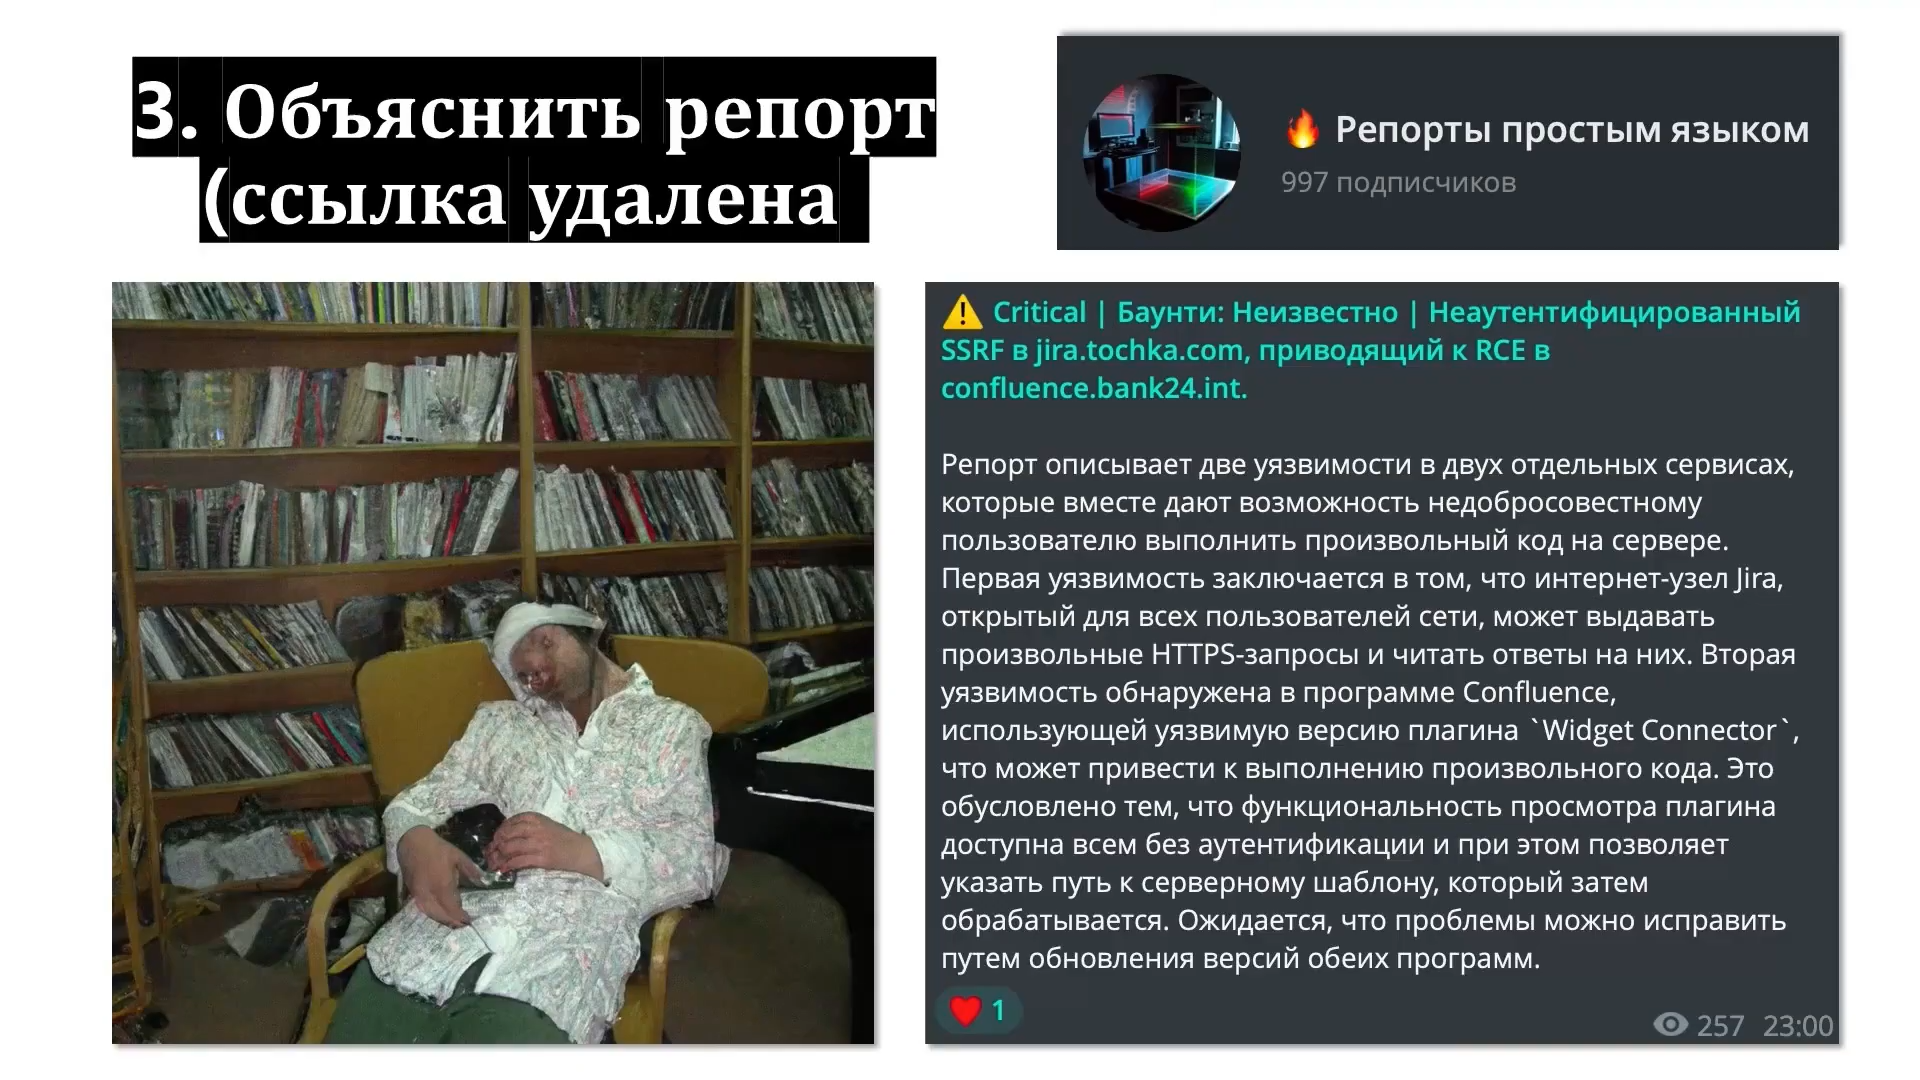 3. Объяснить репорт
(ссылка удалена
🔥 Репорты простым языком
997 подписчиков
⚠️ Critical | Баунти: Неизвестно | Неаутентифицированный
SSRF в jira.tochka.com, приводящий к RCE в
confluence.bank24.int.
Репорт описывает две уязвимости в двух отдельных сервисах,
которые вместе дают возможность недобросовестному
пользователю выполнить произвольный код на сервере.
Первая уязвимость заключается в том, что интернет-узел Jira,
открытый для всех пользователей сети, может выдавать
произвольные HTTPS-запросы и читать ответы на них. Вторая
уязвимость обнаружена в программе Confluence,
использующей уязвимую версию плагина `Widget Connector`,
что может привести к выполнению произвольного кода. Это
обусловлено тем, что функциональность просмотра плагина
доступна всем без аутентификации и при этом позволяет
указать путь к серверному шаблону, который затем
обрабатывается. Ожидается, что проблемы можно исправить
путем обновления версий обеих программ.
❤️ 1
257 23:00